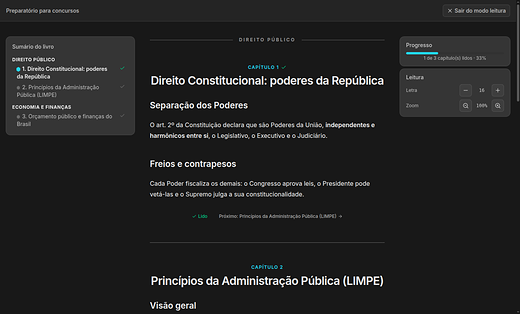 Preparatório para concursos
Sair do modo leitura
Sumário do livro
DIREITO PÚBLICO
1. Direito Constitucional: poderes
da República
2. Princípios da Administração
Pública (LIMPE)
ECONOMIA E FINANÇAS
3. Orçamento público e finanças do
Brasil
DIREITO PÚBLICO
CAPÍTULO 1 ✓
Direito Constitucional: poderes da República
Separação dos Poderes
O art. 2º da Constituição declara que são Poderes da União, independentes e
harmônicos entre si, o Legislativo, o Executivo e o Judiciário.
Freios e contrapesos
Cada Poder fiscaliza os demais: o Congresso aprova leis, o Presidente pode
vetá-las e o Supremo julga a sua constitucionalidade.
✓ Lido
Próximo: Princípios da Administração Pública (LIMPE) →
CAPÍTULO 2
Princípios da Administração Pública (LIMPE)
Visão geral
Progresso
1 de 3 capítulo(s) lidos · 33%
Leitura
Letra
16
Zoom
100%